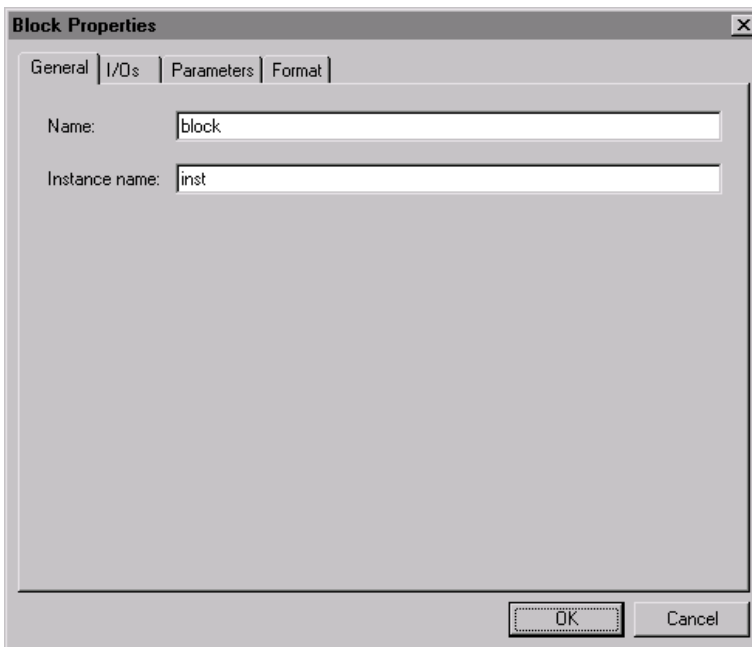 Block Properties
General I/Os Parameters Format
Name: block
Instance name: inst
OK Cancel